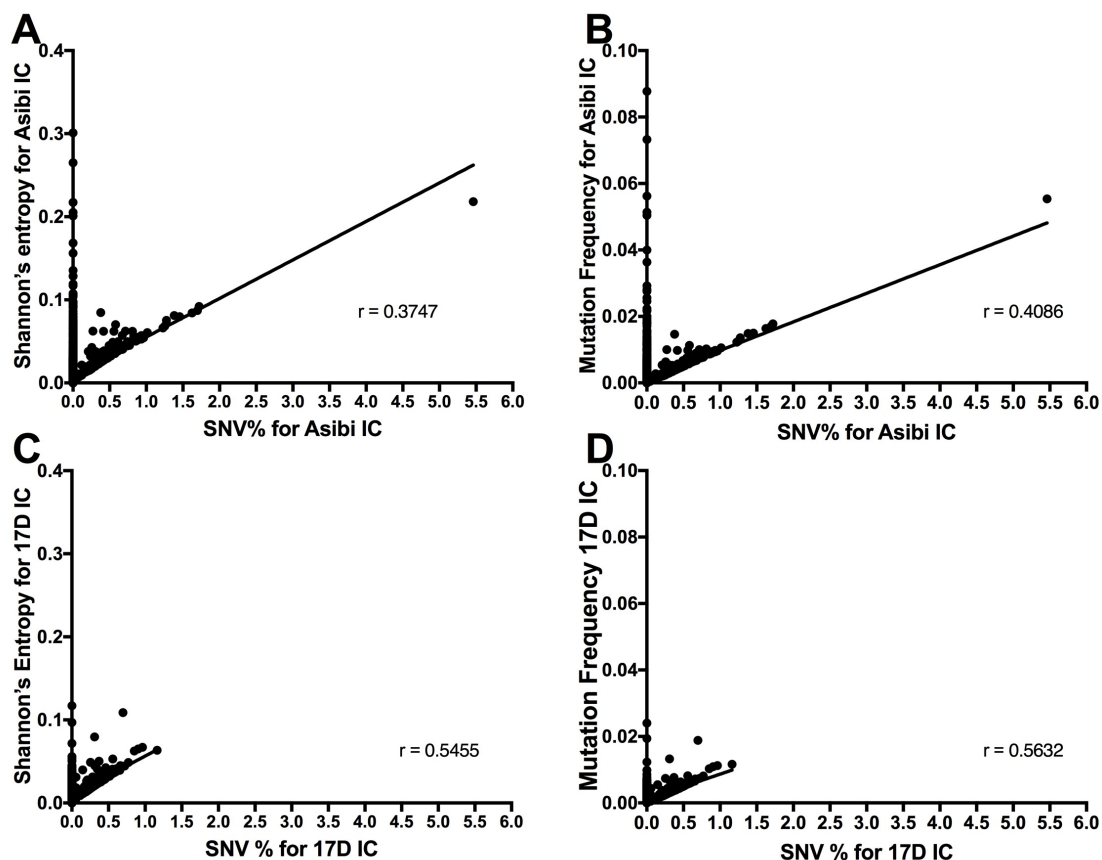 A
Shannon's entropy for Asibi IC
0.4
0.3
0.2
0.1
0.0
0.0 0.5 1.0 1.5 2.0 2.5 3.0 3.5 4.0 4.5 5.0 5.5 6.0
SNV% for Asibi IC
r = 0.3747
B
Mutation Frequency for Asibi IC
0.10
0.08
0.06
0.04
0.02
0.00
0.0 0.5 1.0 1.5 2.0 2.5 3.0 3.5 4.0 4.5 5.0 5.5 6.0
SNV% for Asibi IC
r = 0.4086
C
Shannon's Entropy for 17D IC
0.4
0.3
0.2
0.1
0.0
0.0 0.5 1.0 1.5 2.0 2.5 3.0 3.5 4.0 4.5 5.0 5.5 6.0
SNV % for 17D IC
r = 0.5455
D
Mutation Frequency 17D IC
0.10
0.08
0.06
0.04
0.02
0.00
0.0 0.5 1.0 1.5 2.0 2.5 3.0 3.5 4.0 4.5 5.0 5.5 6.0
SNV % for 17D IC
r = 0.5632